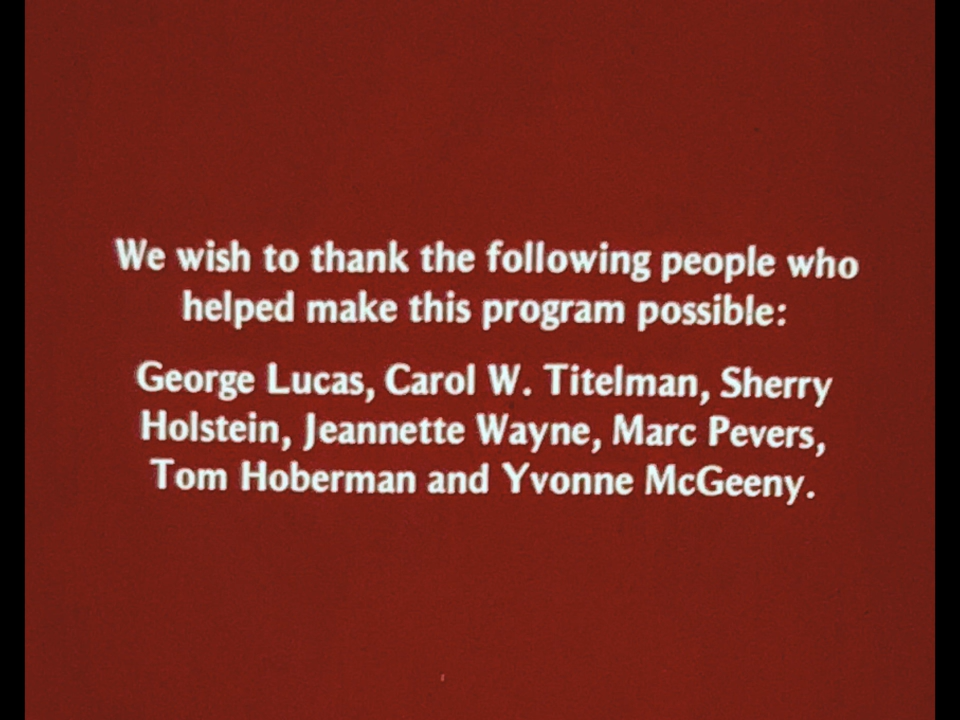 We wish to thank the following people who
helped make this program possible:
George Lucas, Carol W. Titelman, Sherry
Holstein, Jeannette Wayne, Marc Pevers,
Tom Hoberman and Yvonne McGeeny.